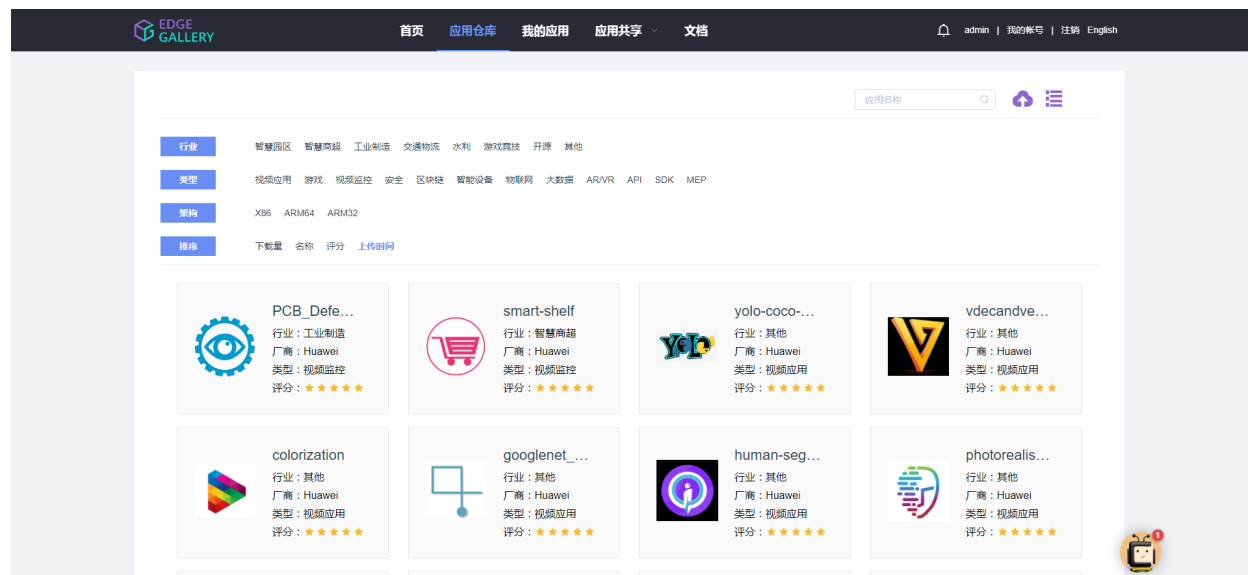 EDGE GALLERY 首页 应用仓库 我的应用 应用共享 文档 admin | 我的帐号 | 注销 English
应用名称
行业 智慧园区 智慧商超 工业制造 交通物流 水利 游戏竞技 开源 其他
类型 视频应用 游戏 视频监控 安全 区块链 智能设备 物联网 大数据 AR/VR API SDK MEP
架构 X86 ARM64 ARM32
排序 下载量 名称 评分 上传时间
PCB_Defe...
行业：工业制造
厂商：Huawei
类型：视频监控
评分：
smart-shelf
行业：智慧商超
厂商：Huawei
类型：视频监控
评分：
YOLO
yolo-coco-...
行业：其他
厂商：Huawei
类型：视频应用
评分：
vdecandve...
行业：其他
厂商：Huawei
类型：视频应用
评分：
colorization
行业：其他
厂商：Huawei
类型：视频应用
评分：
googlenet_...
行业：其他
厂商：Huawei
类型：视频应用
评分：
human-seg...
行业：其他
厂商：Huawei
类型：视频应用
评分：
photorealis...
行业：其他
厂商：Huawei
类型：视频应用
评分：
1